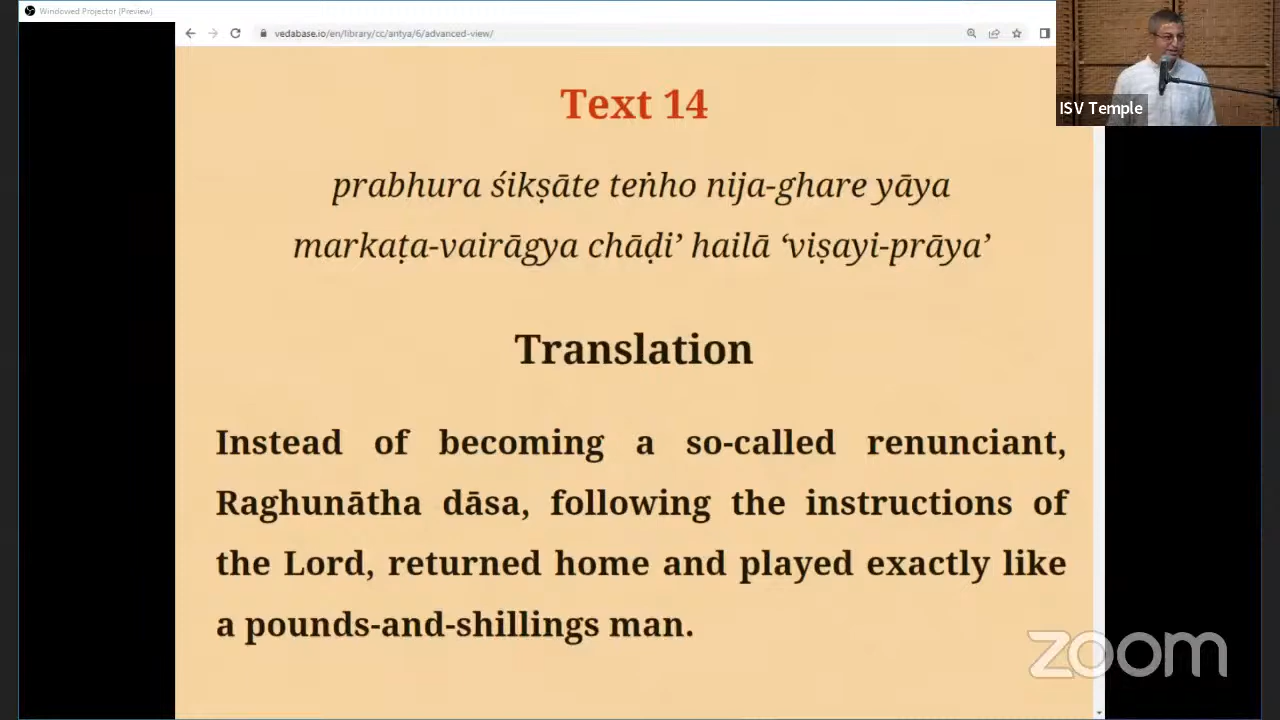 Windowed Projector [Preview]
vedabase.io/en/library/cc/antya/6/advanced-view/
ISV Temple
Text 14
prabhura śikṣāte teṅho nija-ghare yāya
markaṭa-vairāgya chāḍi’ hailā ‘viṣayi-prāya’
Translation
Instead of becoming a so-called renunciant,
Raghunātha dāsa, following the instructions of
the Lord, returned home and played exactly like
a pounds-and-shillings man.
zoom